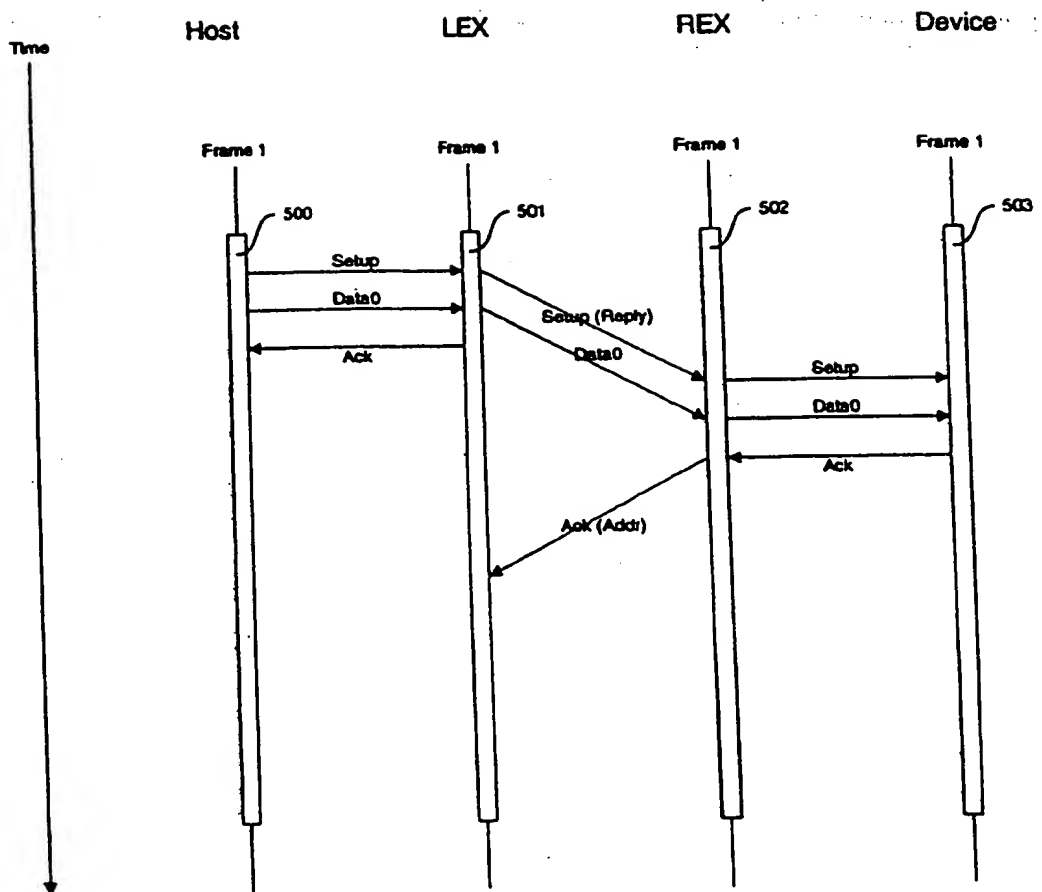 Host LEX REX Device
Time
Frame 1 Frame 1 Frame 1 Frame 1
500 501 502 503
Setup
Data0
Setup (Reply)
Data0
Ack
Setup
Data0
Ack
Ack (Addr)